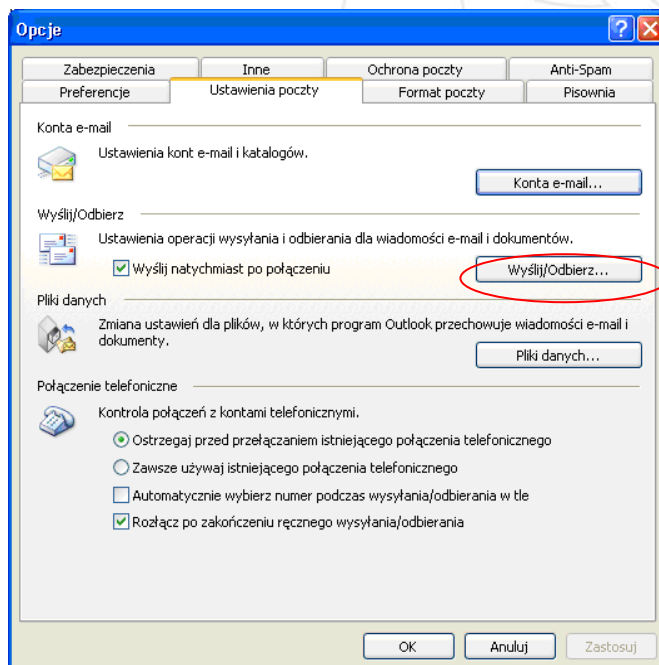 Opcje
Zabezpieczenia Inne Ochrona poczty Anti-Spam
Preferencje Ustawienia poczty Format poczty Pisownia
Konta e-mail
Ustawienia kont e-mail i katalogów.
Konta e-mail...
Wyślij/Odbierz
Ustawienia operacji wysyłania i odbierania dla wiadomości e-mail i dokumentów.
Wyślij natychmiast po połączeniu
Wyślij/Odbierz...
Pliki danych
Zmiana ustawień dla plików, w których program Outlook przechowuje wiadomości e-mail i
dokumenty.
Pliki danych...
Połączenie telefoniczne
Kontrola połączeń z kontami telefonicznymi.
Ostrzegaj przed przełączaniem istniejącego połączenia telefonicznego
Zawsze używaj istniejącego połączenia telefonicznego
Automatycznie wybierz numer podczas wysyłania/odbierania w tle
Rozłącz po zakończeniu ręcznego wysyłania/odbierania
OK Anuluj Zastosuj